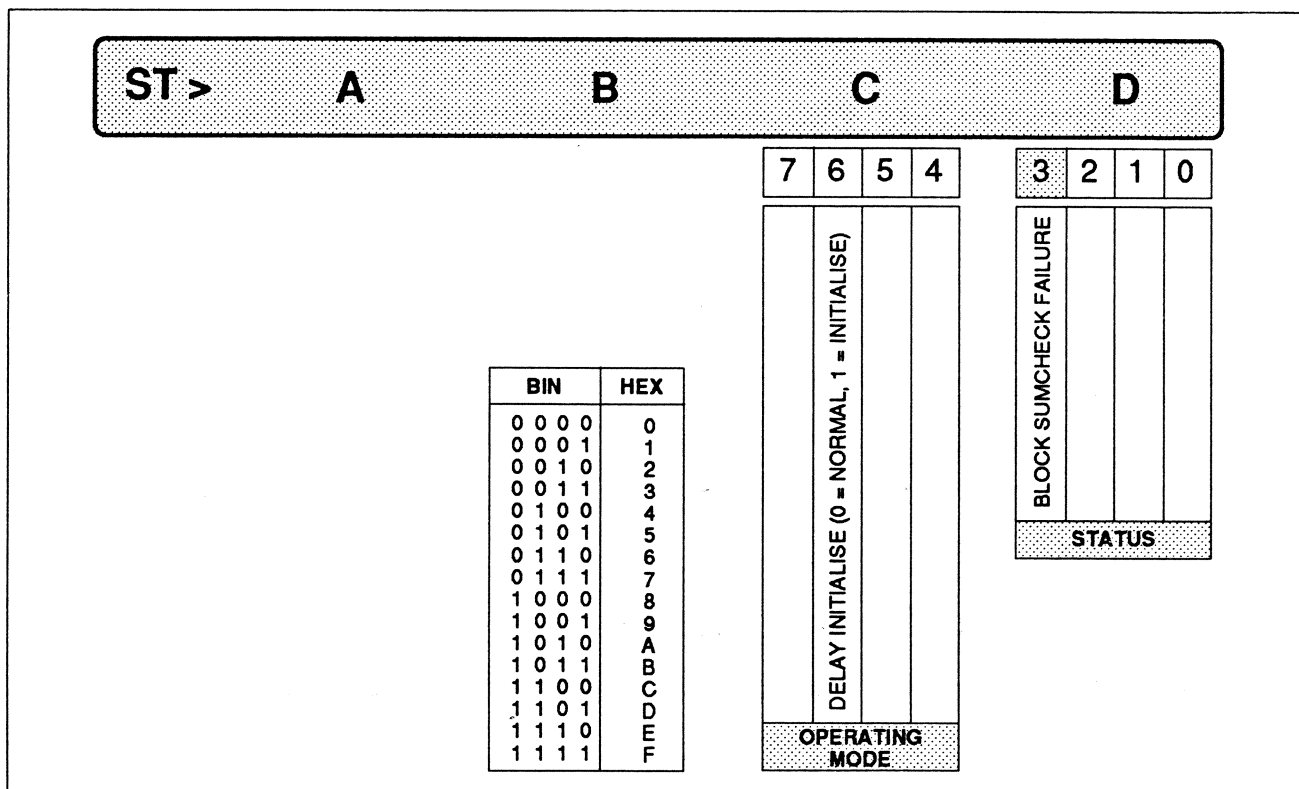 ST > A B C D
7 6 5 4
3 2 1 0
DELAY INITIALISE (0 = NORMAL, 1 = INITIALISE)
OPERATING
MODE
BLOCK SUMCHECK FAILURE
STATUS
BIN HEX
0 0 0 0 0
0 0 0 1 1
0 0 1 0 2
0 0 1 1 3
0 1 0 0 4
0 1 0 1 5
0 1 1 0 6
0 1 1 1 7
1 0 0 0 8
1 0 0 1 9
1 0 1 0 A
1 0 1 1 B
1 1 0 0 C
1 1 0 1 D
1 1 1 0 E
1 1 1 1 F